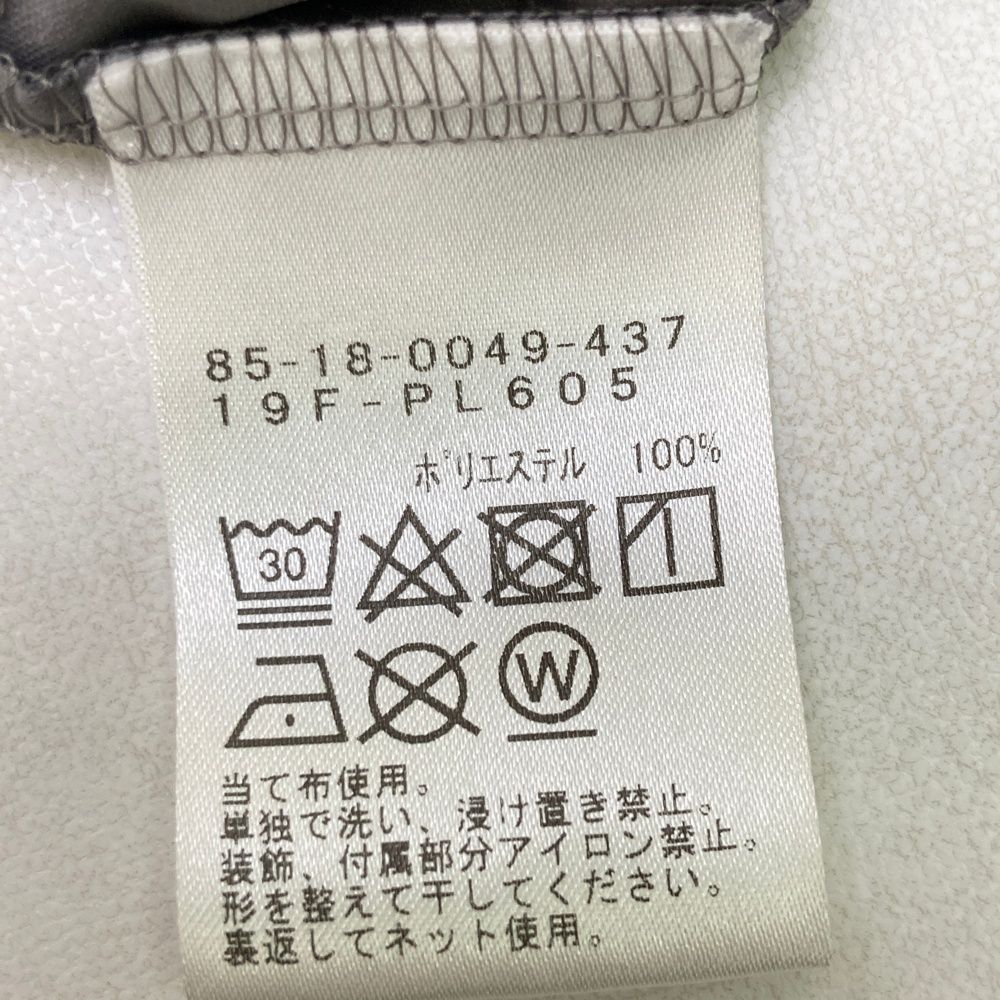 85-18-0049-437
19F-PL605
ポリエステル 100%
30
W
当て布使用。
単独で洗い、浸け置き禁止。
装飾、付属部分アイロン禁止。
形を整えて干してください。
裏返してネット使用。